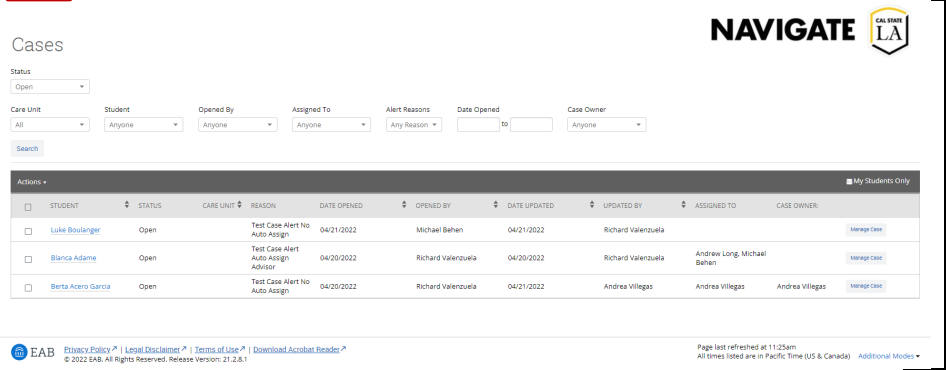 NAVIGATE CAL STATE LA
Cases
Status
Open
Care Unit Student Opened By Assigned To Alert Reasons Date Opened Case Owner
All Anyone Anyone Anyone Any Reason to Anyone
Search
Actions My Students Only
STUDENT STATUS CARE UNIT REASON DATE OPENED OPENED BY DATE UPDATED UPDATED BY ASSIGNED TO CASE OWNER:
Luke Boulanger Open Test Case Alert No Auto Assign 04/21/2022 Michael Behen 04/21/2022 Richard Valenzuela Manage Case
Blanca Adame Open Test Case Alert Auto Assign Advisor 04/20/2022 Richard Valenzuela 04/20/2022 Richard Valenzuela Andrew Long, Michael Behen Manage Case
Berta Acero Garcia Open Test Case Alert No Auto Assign 04/20/2022 Richard Valenzuela 04/21/2022 Andrea Villegas Andrea Villegas Andrea Villegas Manage Case
EAB Privacy Policy | Legal Disclaimer | Terms of Use | Download Acrobat Reader
© 2022 EAB. All Rights Reserved. Release Version: 21.2.8.1
Page last refreshed at 11:25am
All times listed are in Pacific Time (US & Canada) Additional Modes